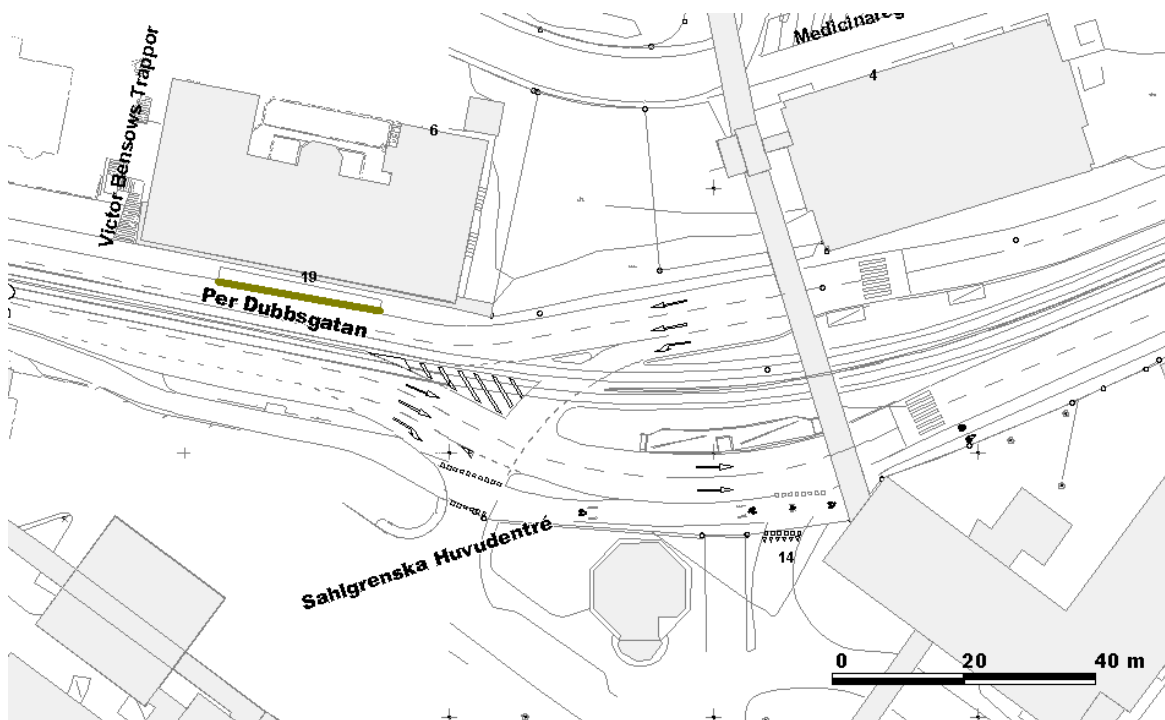 Medicinareg
Victor Bensows Trappor
4
6
19
Per Dubbsgatan
Sahlgrenska Huvudentré
14
0 20 40 m